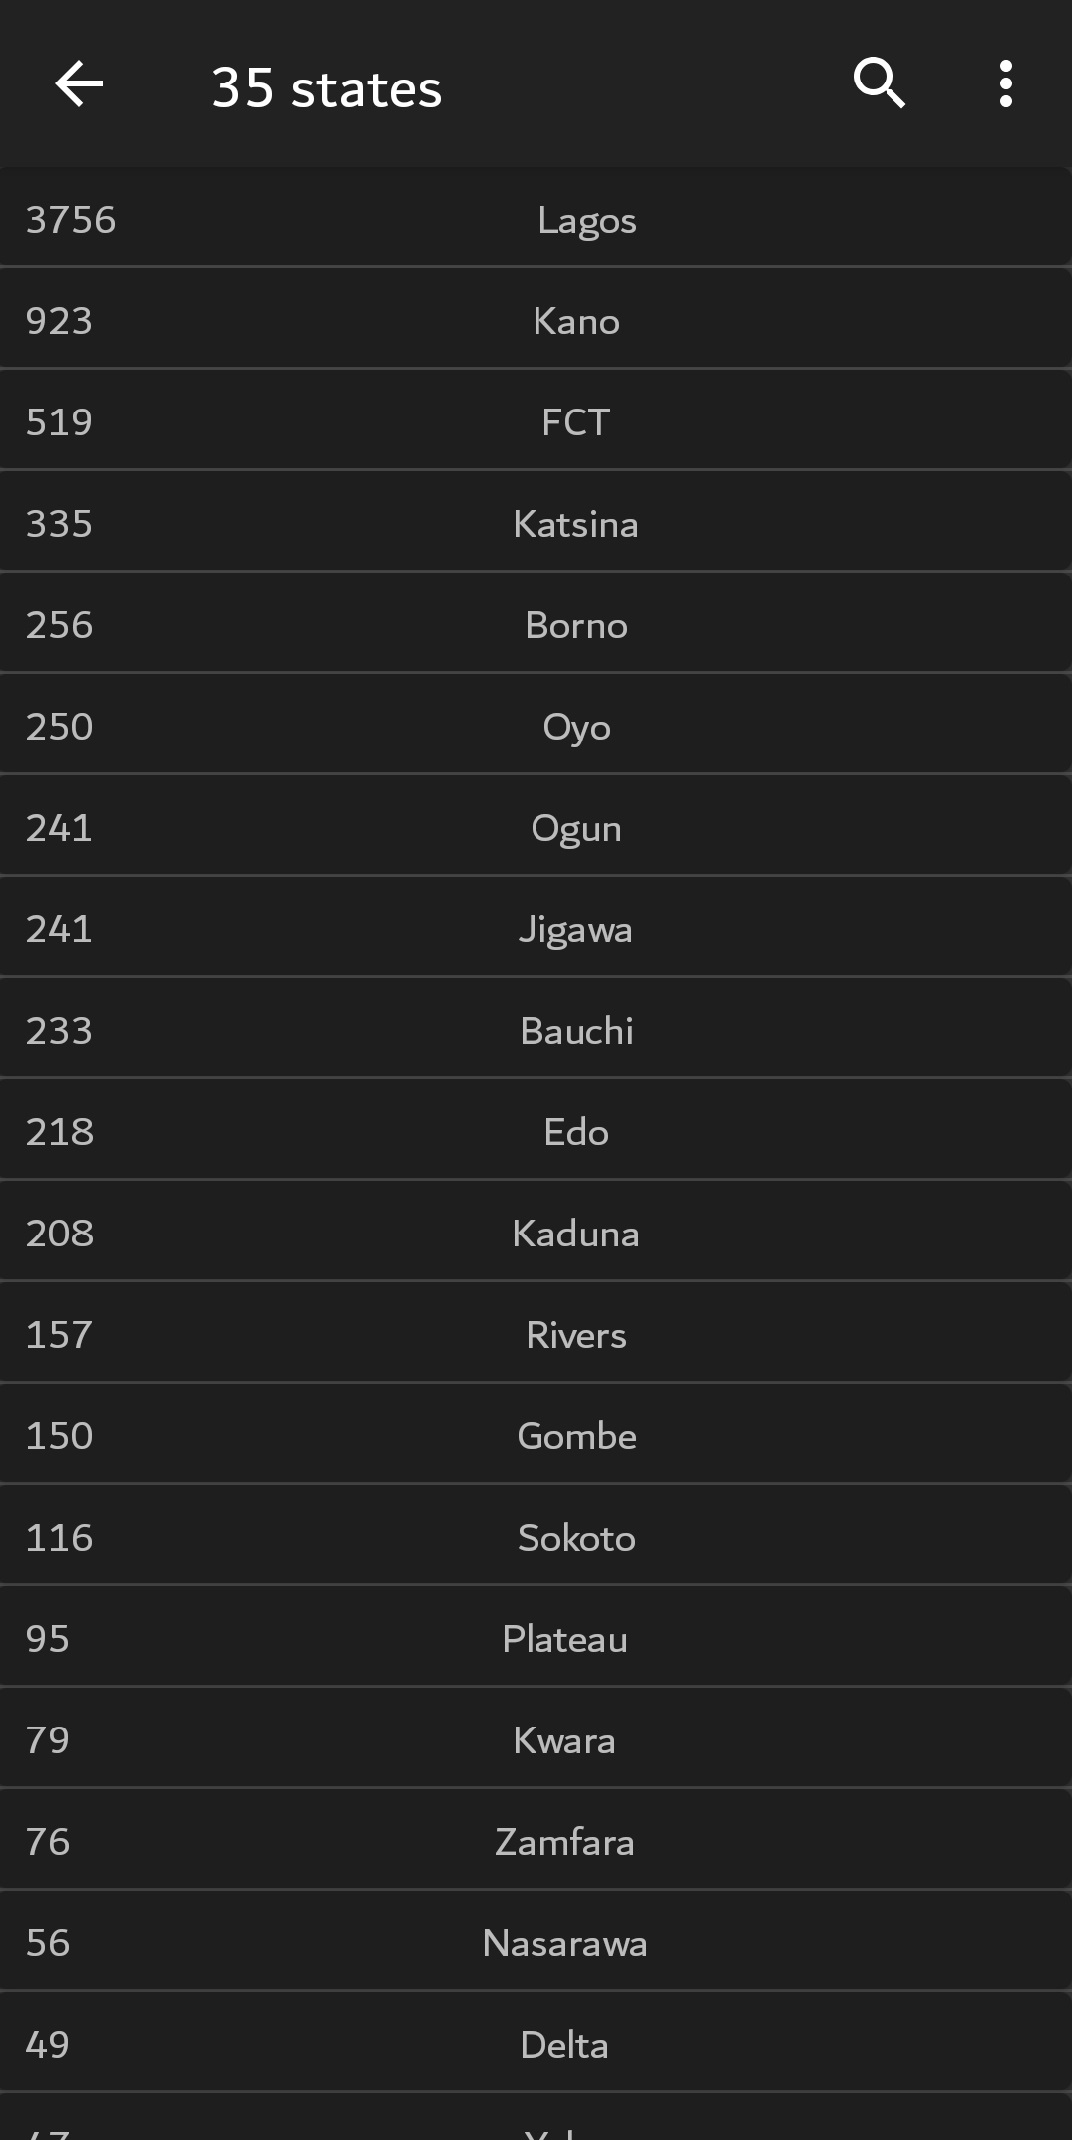 35 states
3756 Lagos
923 Kano
519 FCT
335 Katsina
256 Borno
250 Oyo
241 Ogun
241 Jigawa
233 Bauchi
218 Edo
208 Kaduna
157 Rivers
150 Gombe
116 Sokoto
95 Plateau
79 Kwara
76 Zamfara
56 Nasarawa
49 Delta